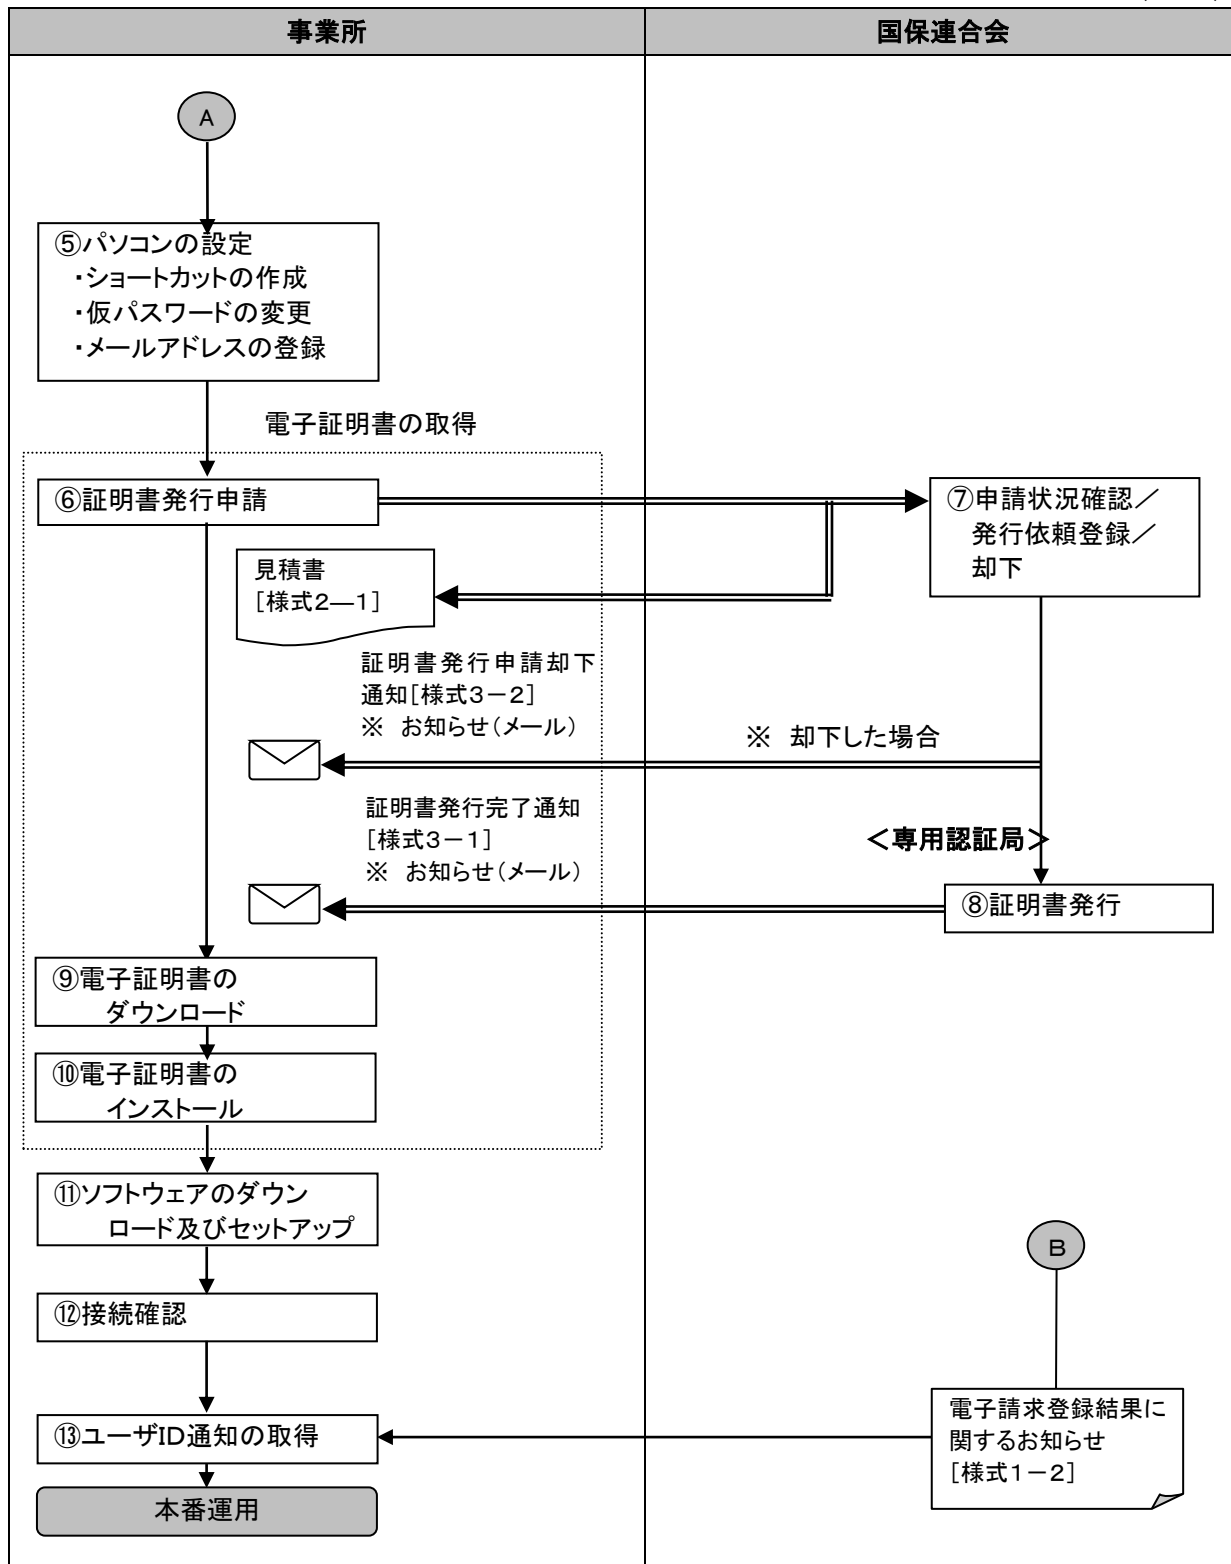 事業所
国保連合会
A
⑤パソコンの設定
・ショートカットの作成
・仮パスワードの変更
・メールアドレスの登録
電子証明書の取得
⑥証明書発行申請
⑦申請状況確認／
発行依頼登録／
却下
見積書
[様式2―1]
証明書発行申請却下
通知[様式3－2]
※ お知らせ(メール)
※ 却下した場合
証明書発行完了通知
[様式3－1]
※ お知らせ(メール)
＜専用認証局＞
⑧証明書発行
⑨電子証明書の
ダウンロード
⑩電子証明書の
インストール
⑪ソフトウェアのダウン
ロード及びセットアップ
B
⑫接続確認
電子請求登録結果に
関するお知らせ
[様式1－2]
⑬ユーザID通知の取得
本番運用